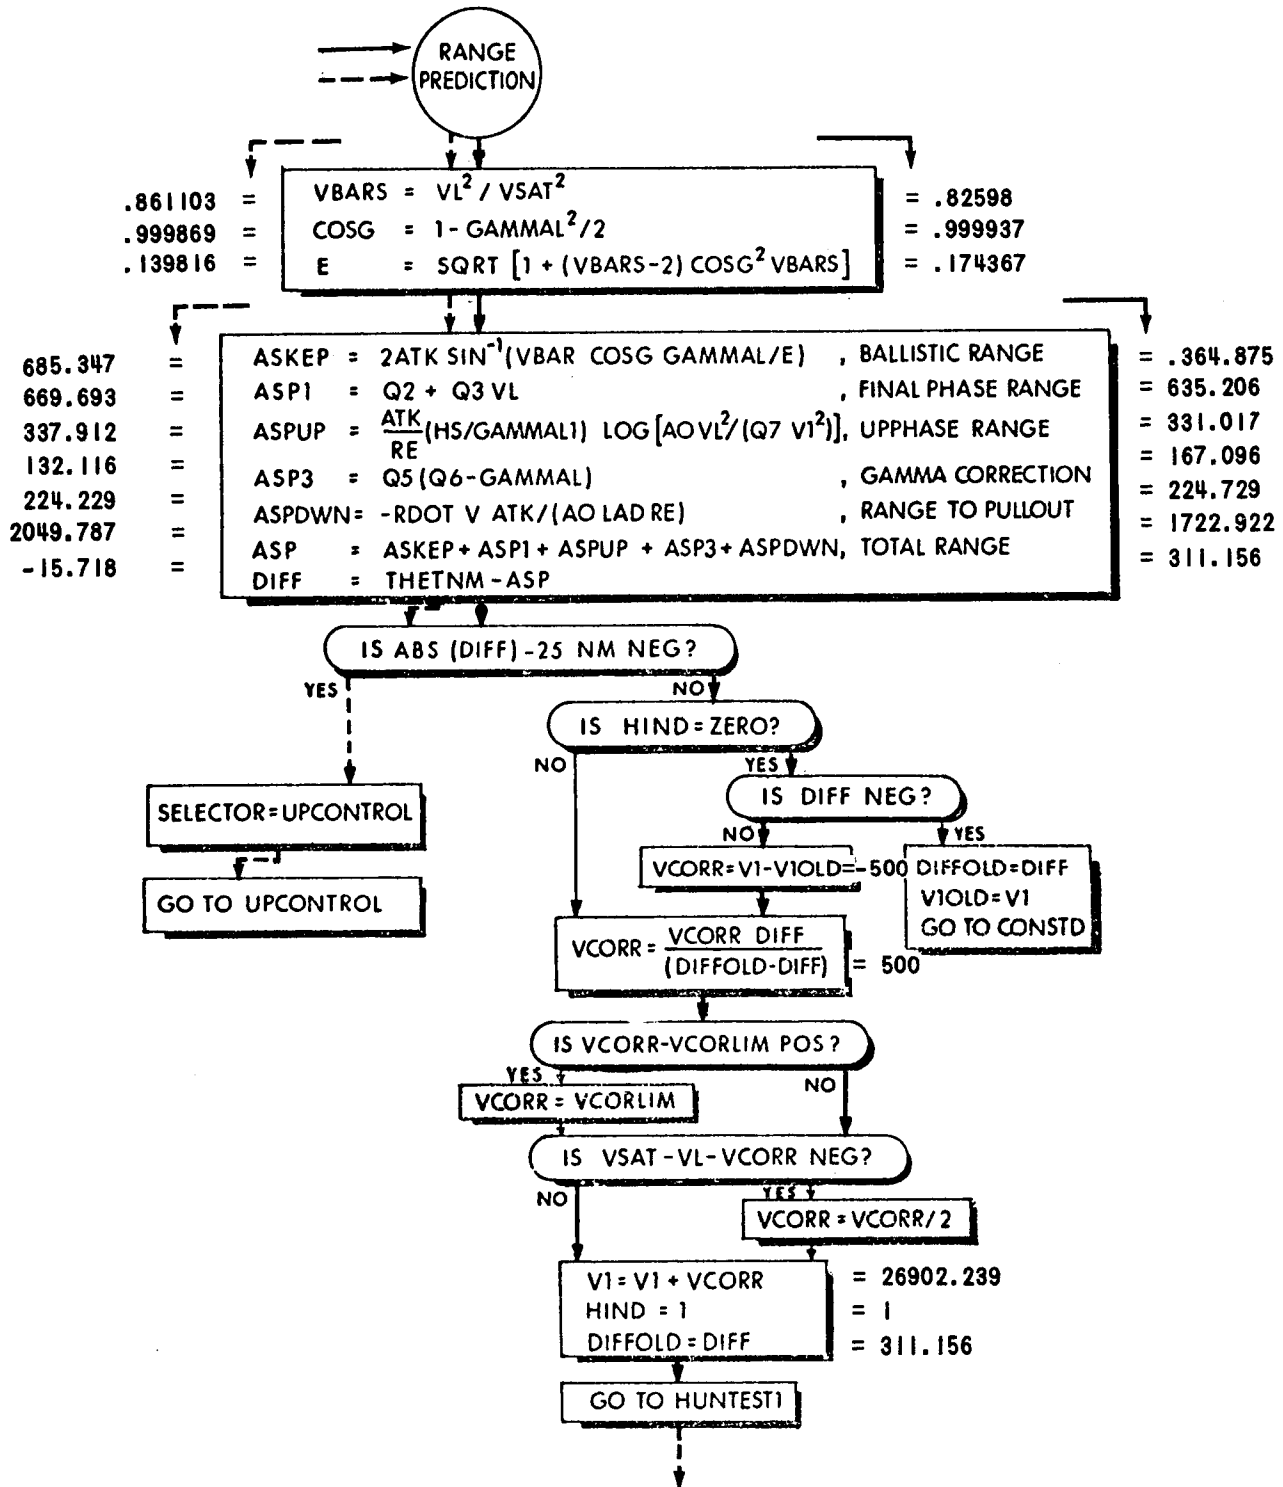 RANGE
PREDICTION
.861103 = VBARS = VL² / VSAT² = .82598
.999869 = COSG = 1 - GAMMAL²/2 = .999937
.139816 = E = SQRT [1 + (VBARS-2) COSG² VBARS] = .174367
685.347 = ASKEP = 2ATK SIN⁻¹(VBAR COSG GAMMAL/E) , BALLISTIC RANGE = .364.875
669.693 = ASP1 = Q2 + Q3 VL , FINAL PHASE RANGE = 635.206
337.912 = ASPUP = ATK/RE (HS/GAMMAL1) LOG [AO VL²/(Q7 V1²)], UPPHASE RANGE = 331.017
132.116 = ASP3 = Q5 (Q6-GAMMAL) , GAMMA CORRECTION = 167.096
224.229 = ASPDWN = -RDOT V ATK/(AO LAD RE) , RANGE TO PULLOUT = 224.729
2049.787 = ASP = ASKEP + ASP1 + ASPUP + ASP3 + ASPDWN, TOTAL RANGE = 1722.922
-15.718 = DIFF = THETNM - ASP = 311.156
IS ABS (DIFF) -25 NM NEG?
YES
NO
IS HIND = ZERO?
NO
YES
IS DIFF NEG?
NO
YES
SELECTOR = UPCONTROL
GO TO UPCONTROL
VCORR = V1 - V1OLD = -500
DIFFOLD = DIFF
V1OLD = V1
GO TO CONSTD
VCORR = VCORR DIFF / (DIFFOLD-DIFF) = 500
IS VCORR-VCORLIM POS?
YES
NO
VCORR = VCORLIM
IS VSAT - VL - VCORR NEG?
NO
YES
VCORR = VCORR/2
V1 = V1 + VCORR = 26902.239
HIND = 1 = 1
DIFFOLD = DIFF = 311.156
GO TO HUNTEST1